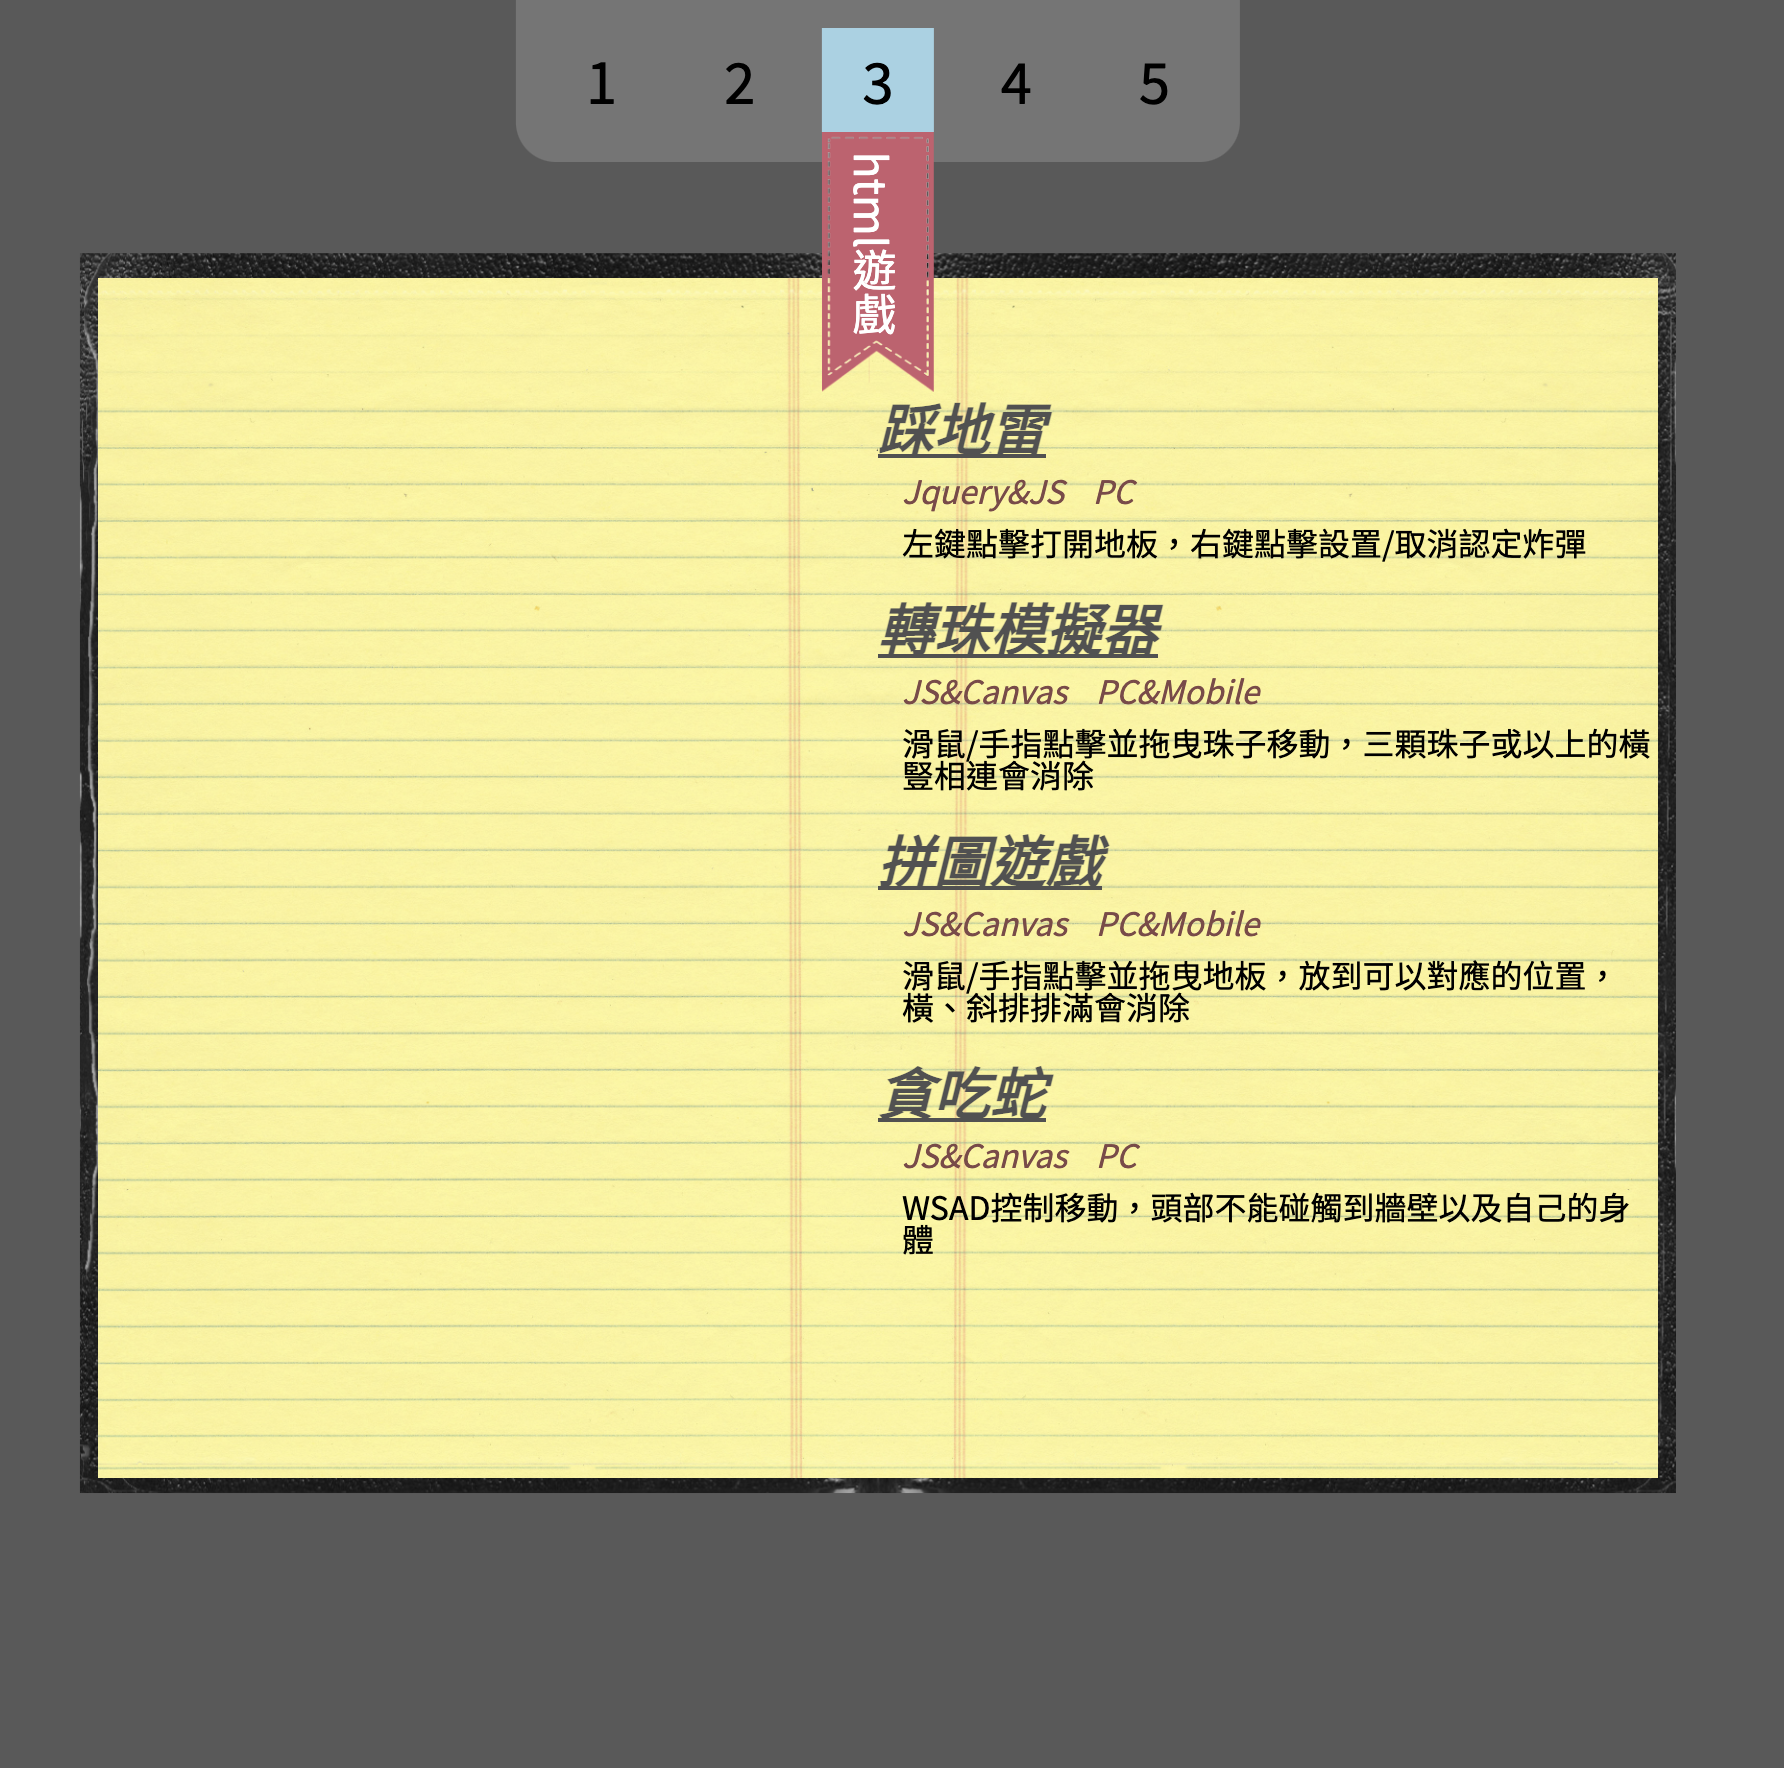 1 2 3 4 5
html遊戲
踩地雷
Jquery&JS PC
左鍵點擊打開地板，右鍵點擊設置/取消認定炸彈
轉珠模擬器
JS&Canvas PC&Mobile
滑鼠/手指點擊並拖曳珠子移動，三顆珠子或以上的橫
豎相連會消除
拼圖遊戲
JS&Canvas PC&Mobile
滑鼠/手指點擊並拖曳地板，放到可以對應的位置，
橫、斜排排滿會消除
貪吃蛇
JS&Canvas PC
WSAD控制移動，頭部不能碰觸到牆壁以及自己的身
體